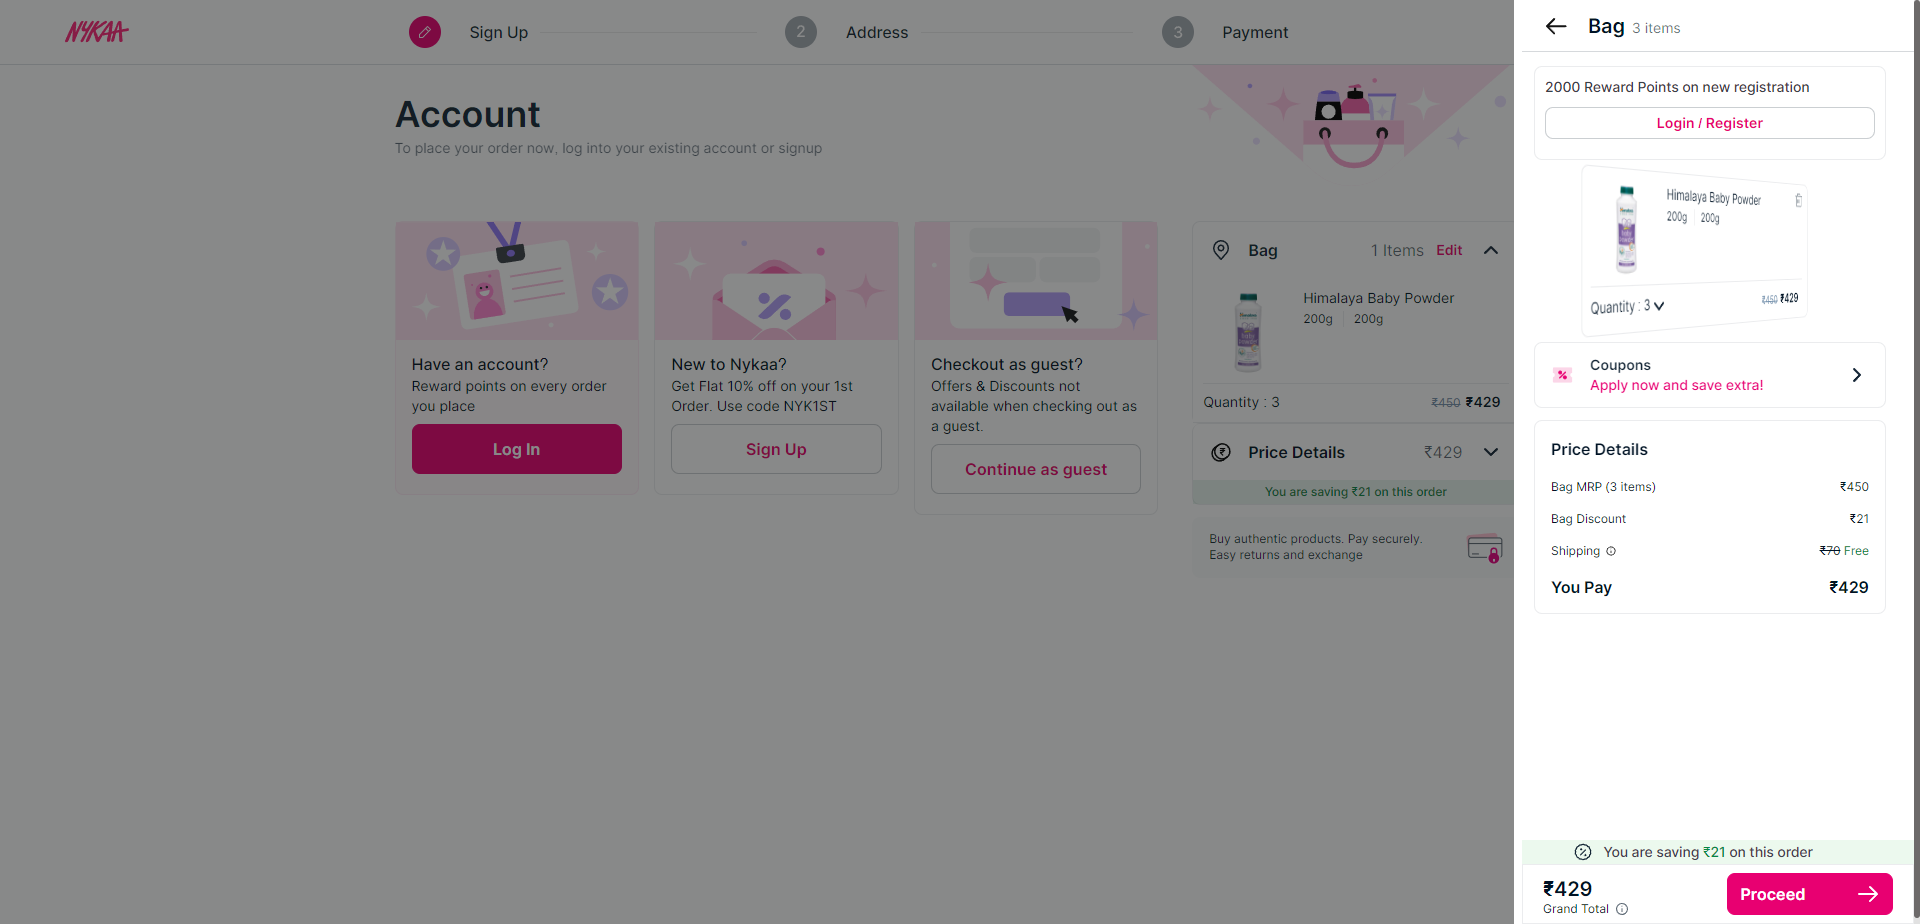 NYKAA
Sign Up
2
Address
3
Payment
Account
To place your order now, log into your existing account or signup
Have an account?
Reward points on every order
you place
Log In
New to Nykaa?
Get Flat 10% off on your 1st
Order. Use code NYK1ST
Sign Up
Checkout as guest?
Offers & Discounts not
available when checking out as
a guest.
Continue as guest
Bag 1 Items Edit
Himalaya Baby Powder
200g 200g
Quantity : 3 ₹450 ₹429
Price Details ₹429
You are saving ₹21 on this order
Buy authentic products. Pay securely.
Easy returns and exchange
Bag 3 items
2000 Reward Points on new registration
Login / Register
Himalaya Baby Powder
200g 200g
Quantity : 3 ₹450 ₹429
Coupons
Apply now and save extra!
Price Details
Bag MRP (3 items) ₹450
Bag Discount ₹21
Shipping ₹70 Free
You Pay ₹429
You are saving ₹21 on this order
₹429
Grand Total
Proceed